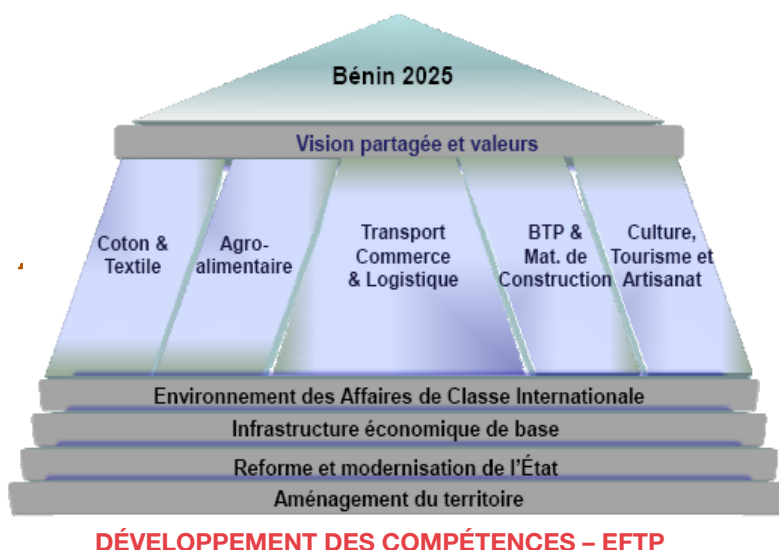 Bénin 2025
Vision partagée et valeurs
Coton &
Textile
Agro-
alimentaire
Transport
Commerce
& Logistique
BTP &
Mat. de
Construction
Culture,
Tourisme et
Artisanat
Environnement des Affaires de Classe Internationale
Infrastructure économique de base
Reforme et modernisation de l'État
Aménagement du territoire
DÉVELOPPEMENT DES COMPÉTENCES – EFTP